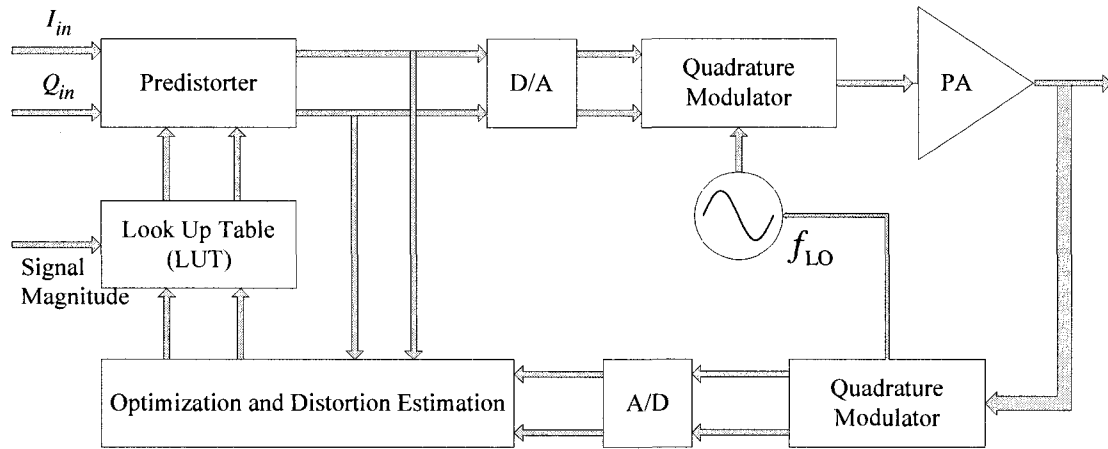 I_in
Q_in
Predistorter
D/A
Quadrature
Modulator
PA
Look Up Table
(LUT)
Signal
Magnitude
f_LO
Optimization and Distortion Estimation
A/D
Quadrature
Modulator